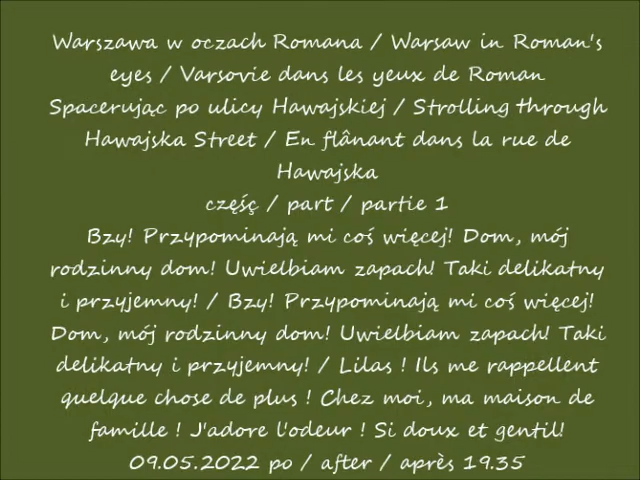 Warszawa w oczach Romana / Warsaw in Roman's
eyes / Varsovie dans les yeux de Roman
Spacerując po ulicy Hawajskiej / Strolling through
Hawajska Street / En flânant dans la rue de
Hawajska
częśç / part / partie 1
Bzy! Przypominają mi coś więcej! Dom, mój
rodzinny dom! Uwielbiam zapach! Taki delikatny
i przyjemny! / Bzy! Przypominają mi coś więcej!
Dom, mój rodzinny dom! Uwielbiam zapach! Taki
delikatny i przyjemny! / Lilas ! Ils me rappellent
quelque chose de plus ! Chez moi, ma maison de
famille ! J'adore l'odeur ! Si doux et gentil!
09.05.2022 po / after / après 19.35